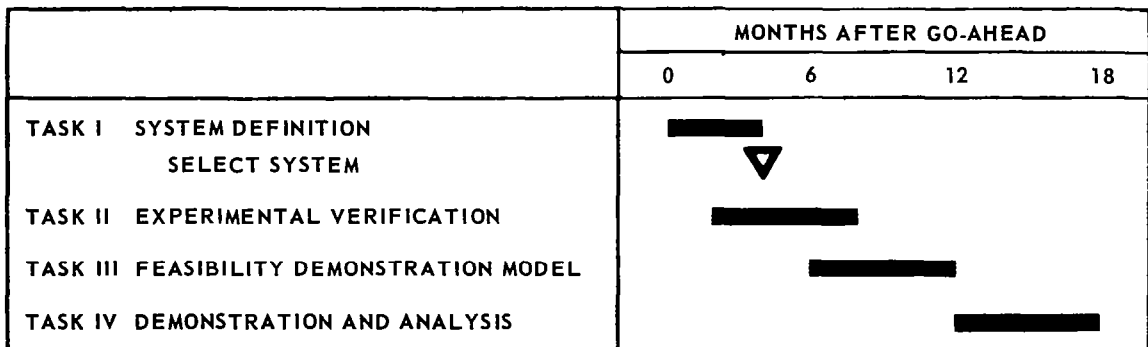 MONTHS AFTER GO-AHEAD
0 6 12 18
TASK I SYSTEM DEFINITION
SELECT SYSTEM
TASK II EXPERIMENTAL VERIFICATION
TASK III FEASIBILITY DEMONSTRATION MODEL
TASK IV DEMONSTRATION AND ANALYSIS